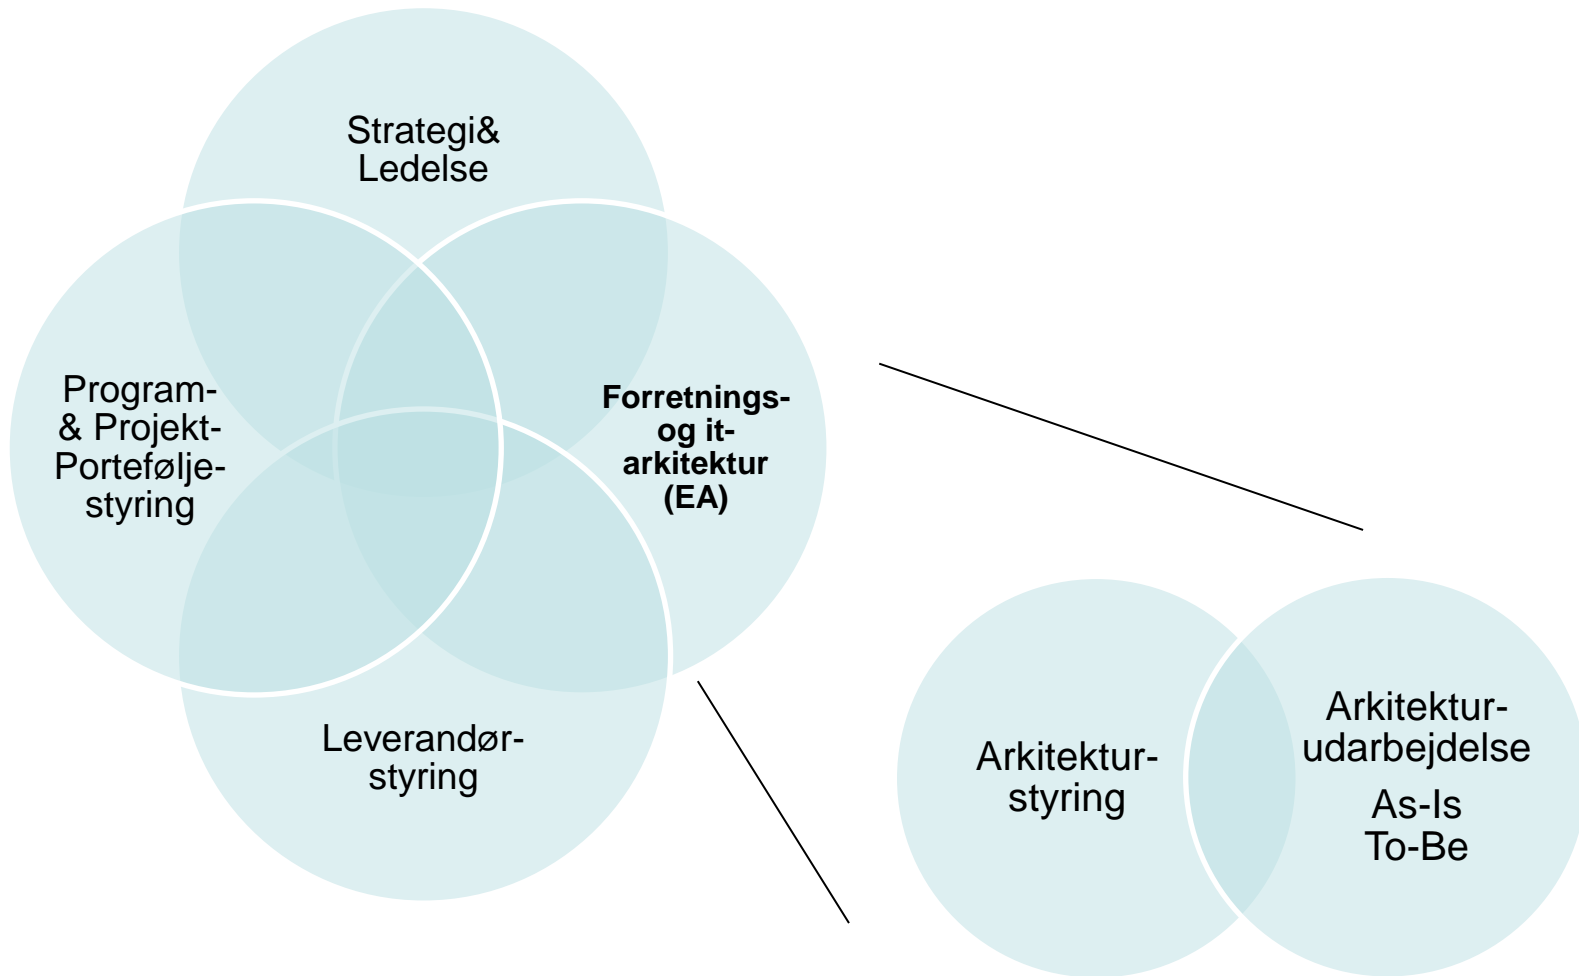 Strategi&
Ledelse
Program-
& Projekt-
Portefølje-
styring
Forretnings-
og it-
arkitektur
(EA)
Leverandør-
styring
Arkitektur-
styring
Arkitektur-
udarbejdelse
As-Is
To-Be